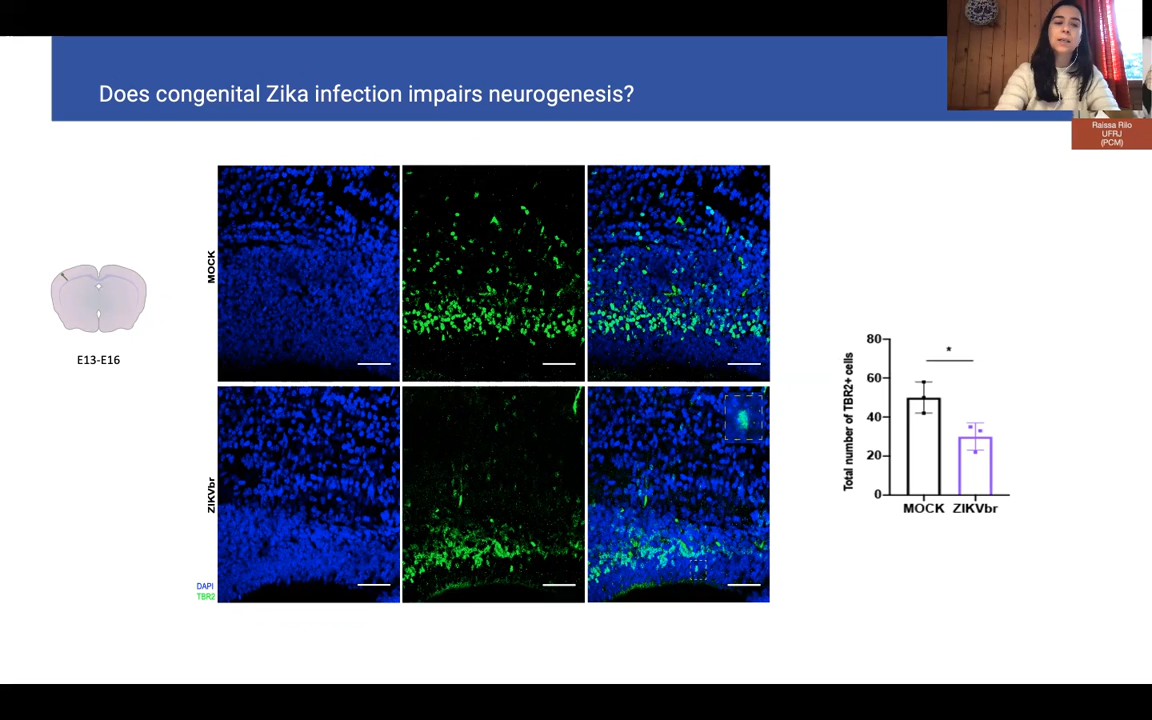 Does congenital Zika infection impairs neurogenesis?
Raissa Rilo
UFRJ
(PCM)
MOCK
E13-E16
ZIKVbr
DAPI
TBR2
Total number of TBR2+ cells
80
60
40
20
0
*
MOCK ZIKVbr